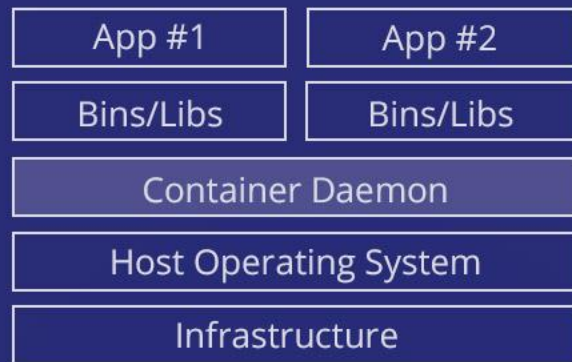 App #1 App #2
Bins/Libs Bins/Libs
Container Daemon
Host Operating System
Infrastructure